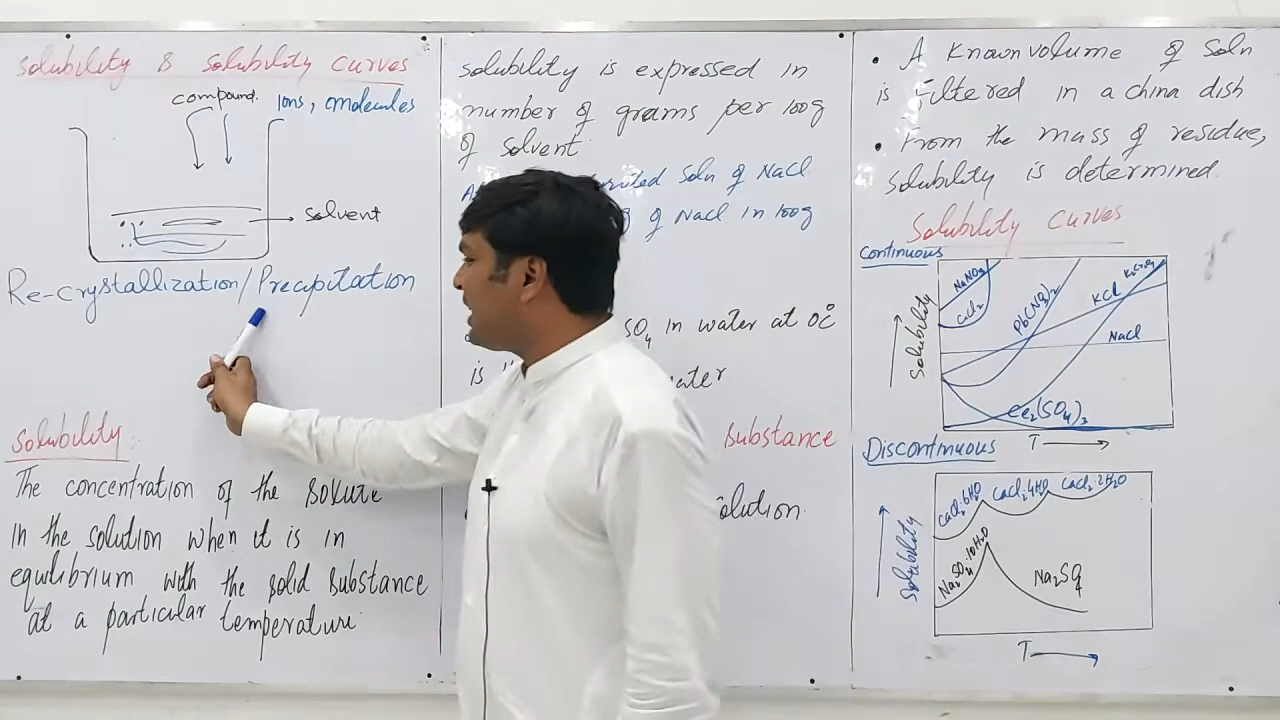 Solubility & Solubility curves
compound. Ions, molecules
solvent
Re-crystallization/Precipitation
Solubility:
The concentration of the solute
in the solution when it is in
equilibrium with the solid substance
at a particular temperature
solubility is expressed in
number of grams per 100g
of solvent
Soln of NaCl
g of NaCl in 100g
SO4 in water at 0°C
is
Substance
• A known volume of soln
is Filtered in a china dish
• From the mass of residue,
solubility is determined.
Solubility curves
Continuous
NaNO3
CaCl2
Pb(NO3)2
KCl
K2Cr2O7
NaCl
Ce2(SO4)3
Solubility
T
Discontinuous
CaCl2.6H2O CaCl2.4H2O CaCl2.2H2O
Na2SO4.10H2O
Na2SO4
Solubility
T